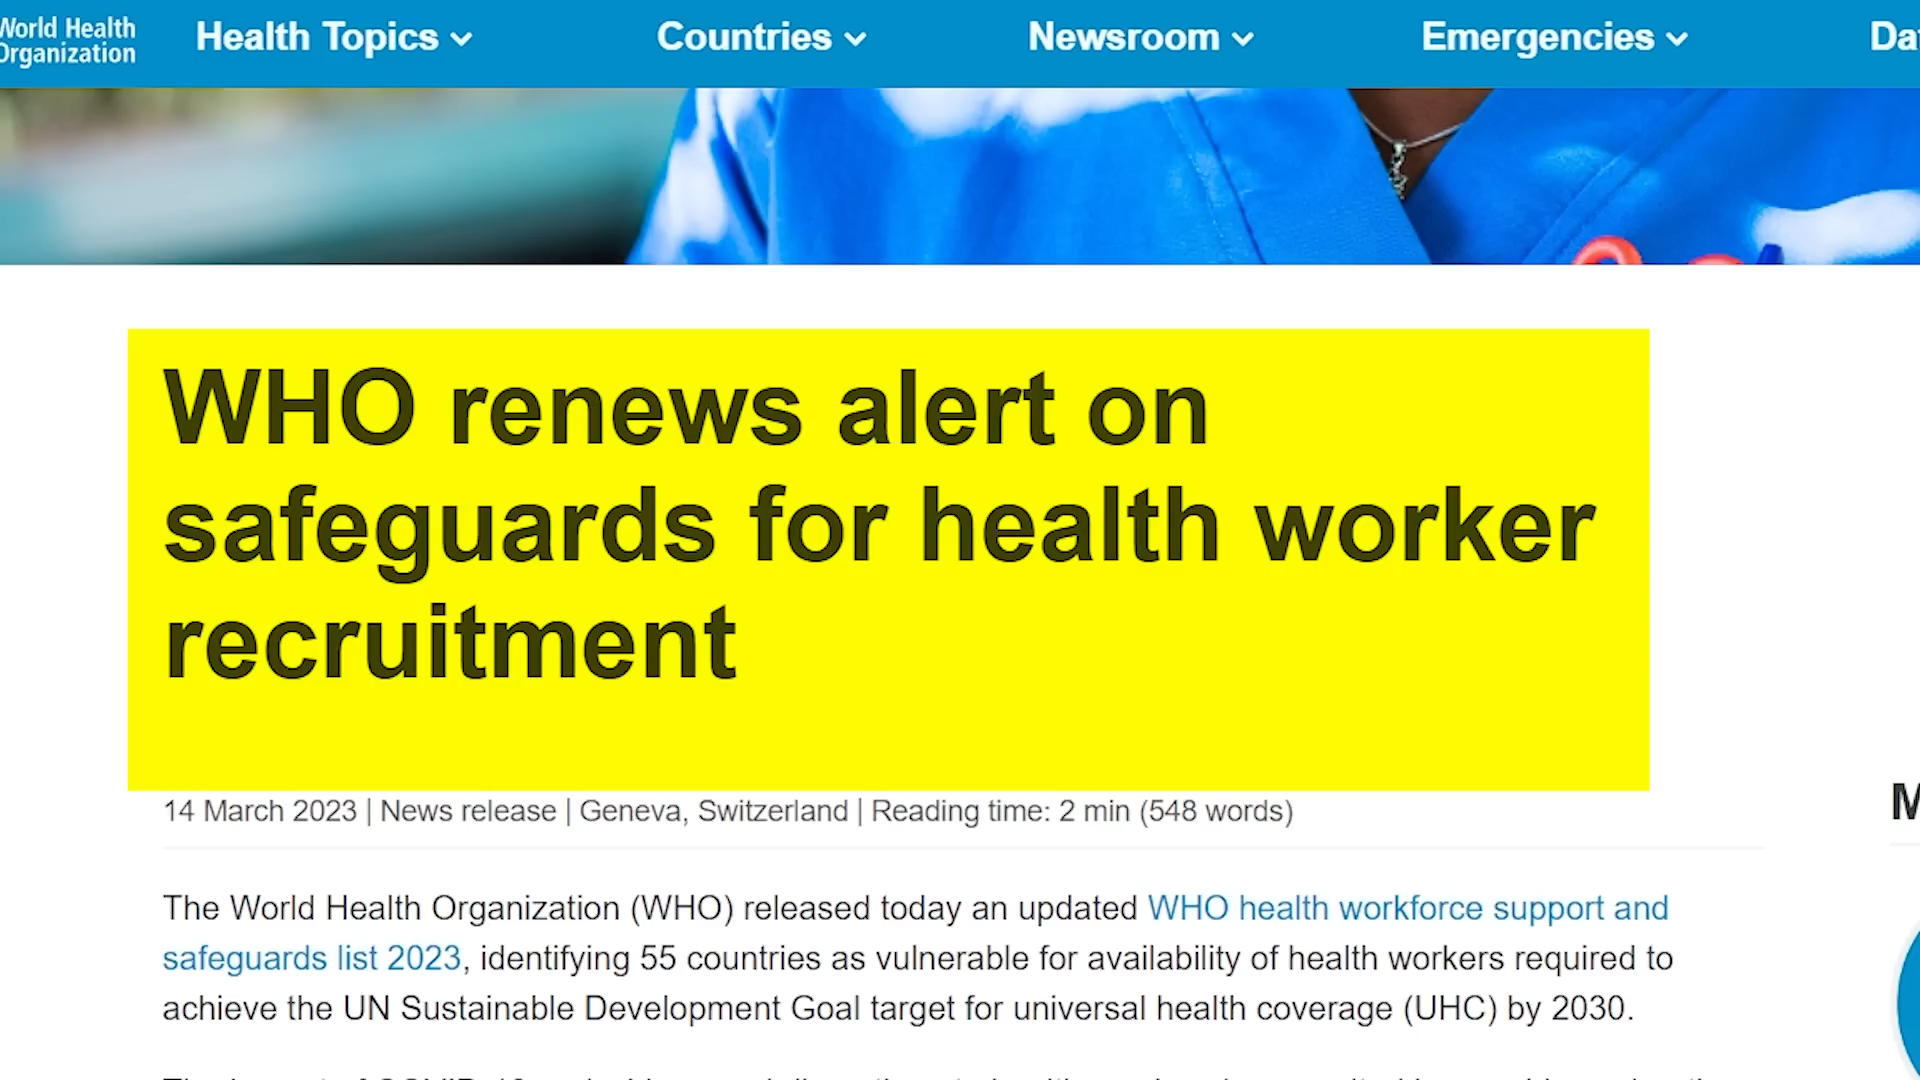 World Health
Organization
Health Topics
Countries
Newsroom
Emergencies
WHO renews alert on
safeguards for health worker
recruitment
14 March 2023 | News release | Geneva, Switzerland | Reading time: 2 min (548 words)
The World Health Organization (WHO) released today an updated WHO health workforce support and
safeguards list 2023, identifying 55 countries as vulnerable for availability of health workers required to
achieve the UN Sustainable Development Goal target for universal health coverage (UHC) by 2030.